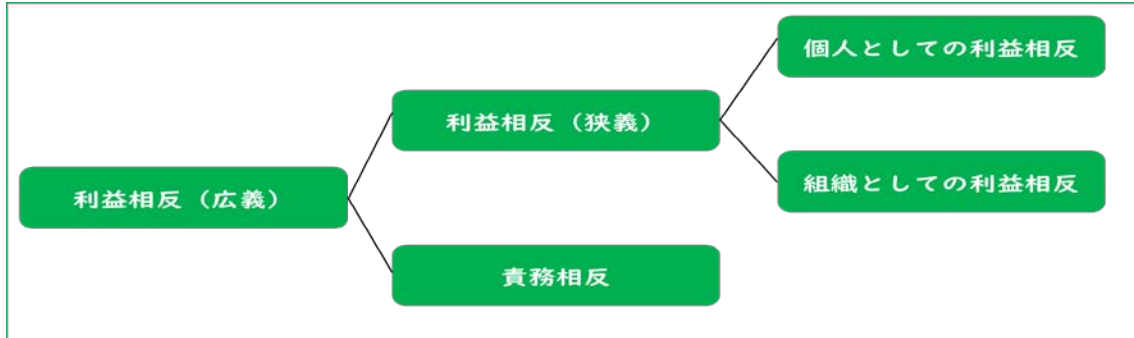 個人としての利益相反
利益相反（狭義）
組織としての利益相反
利益相反（広義）
責務相反